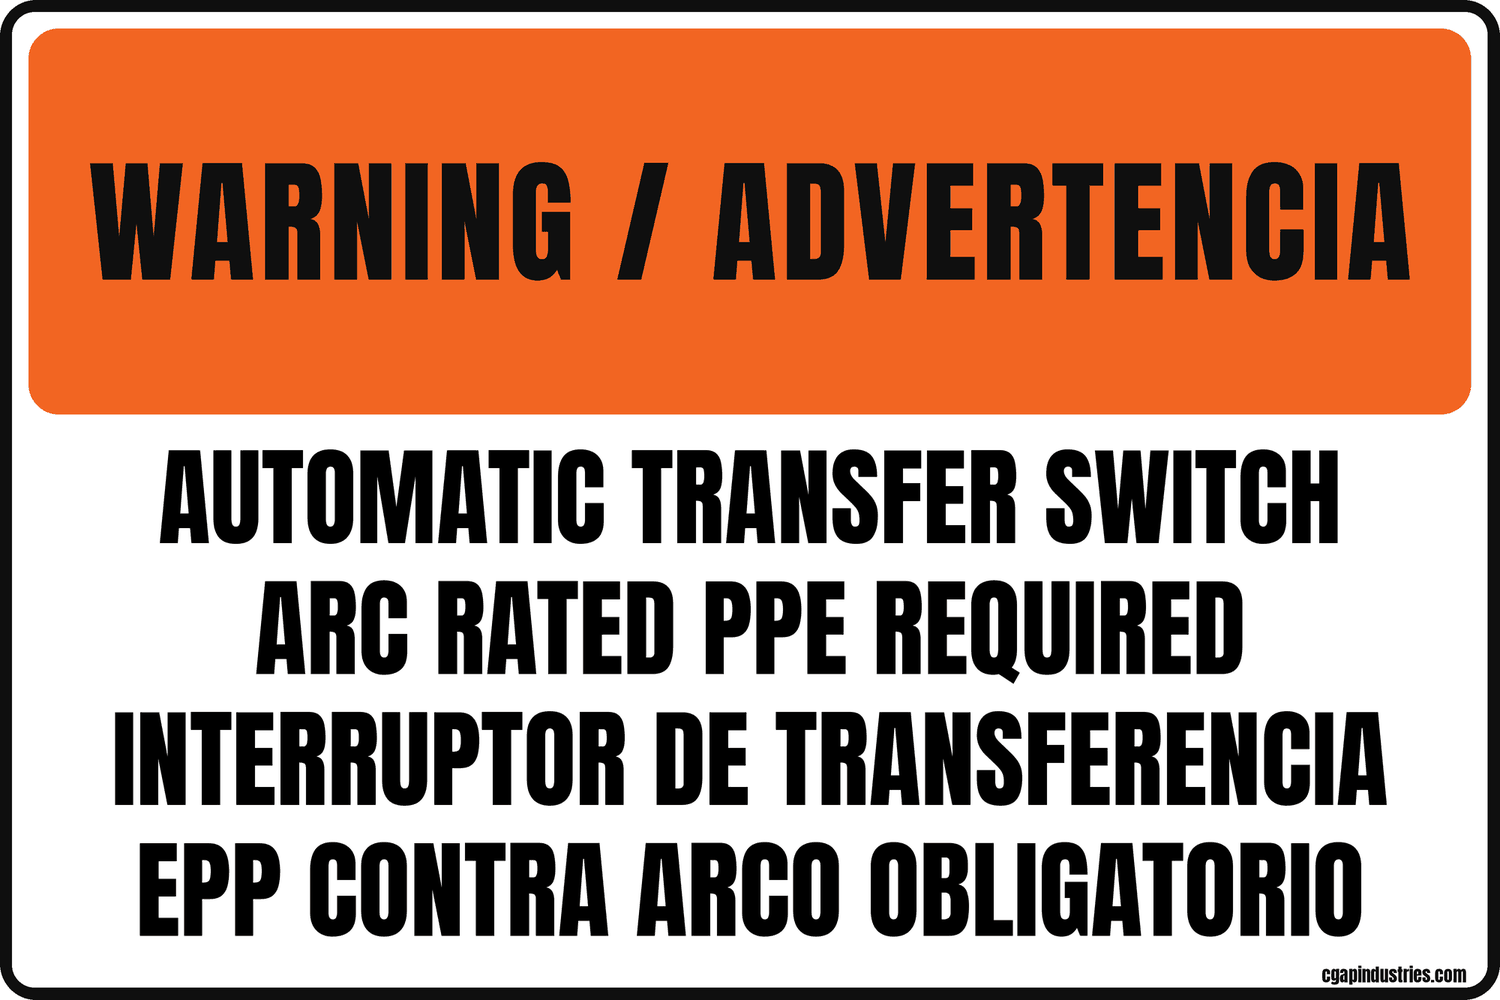 WARNING / ADVERTENCIA
AUTOMATIC TRANSFER SWITCH
ARC RATED PPE REQUIRED
INTERRUPTOR DE TRANSFERENCIA
EPP CONTRA ARCO OBLIGATORIO
cgapindustries.com